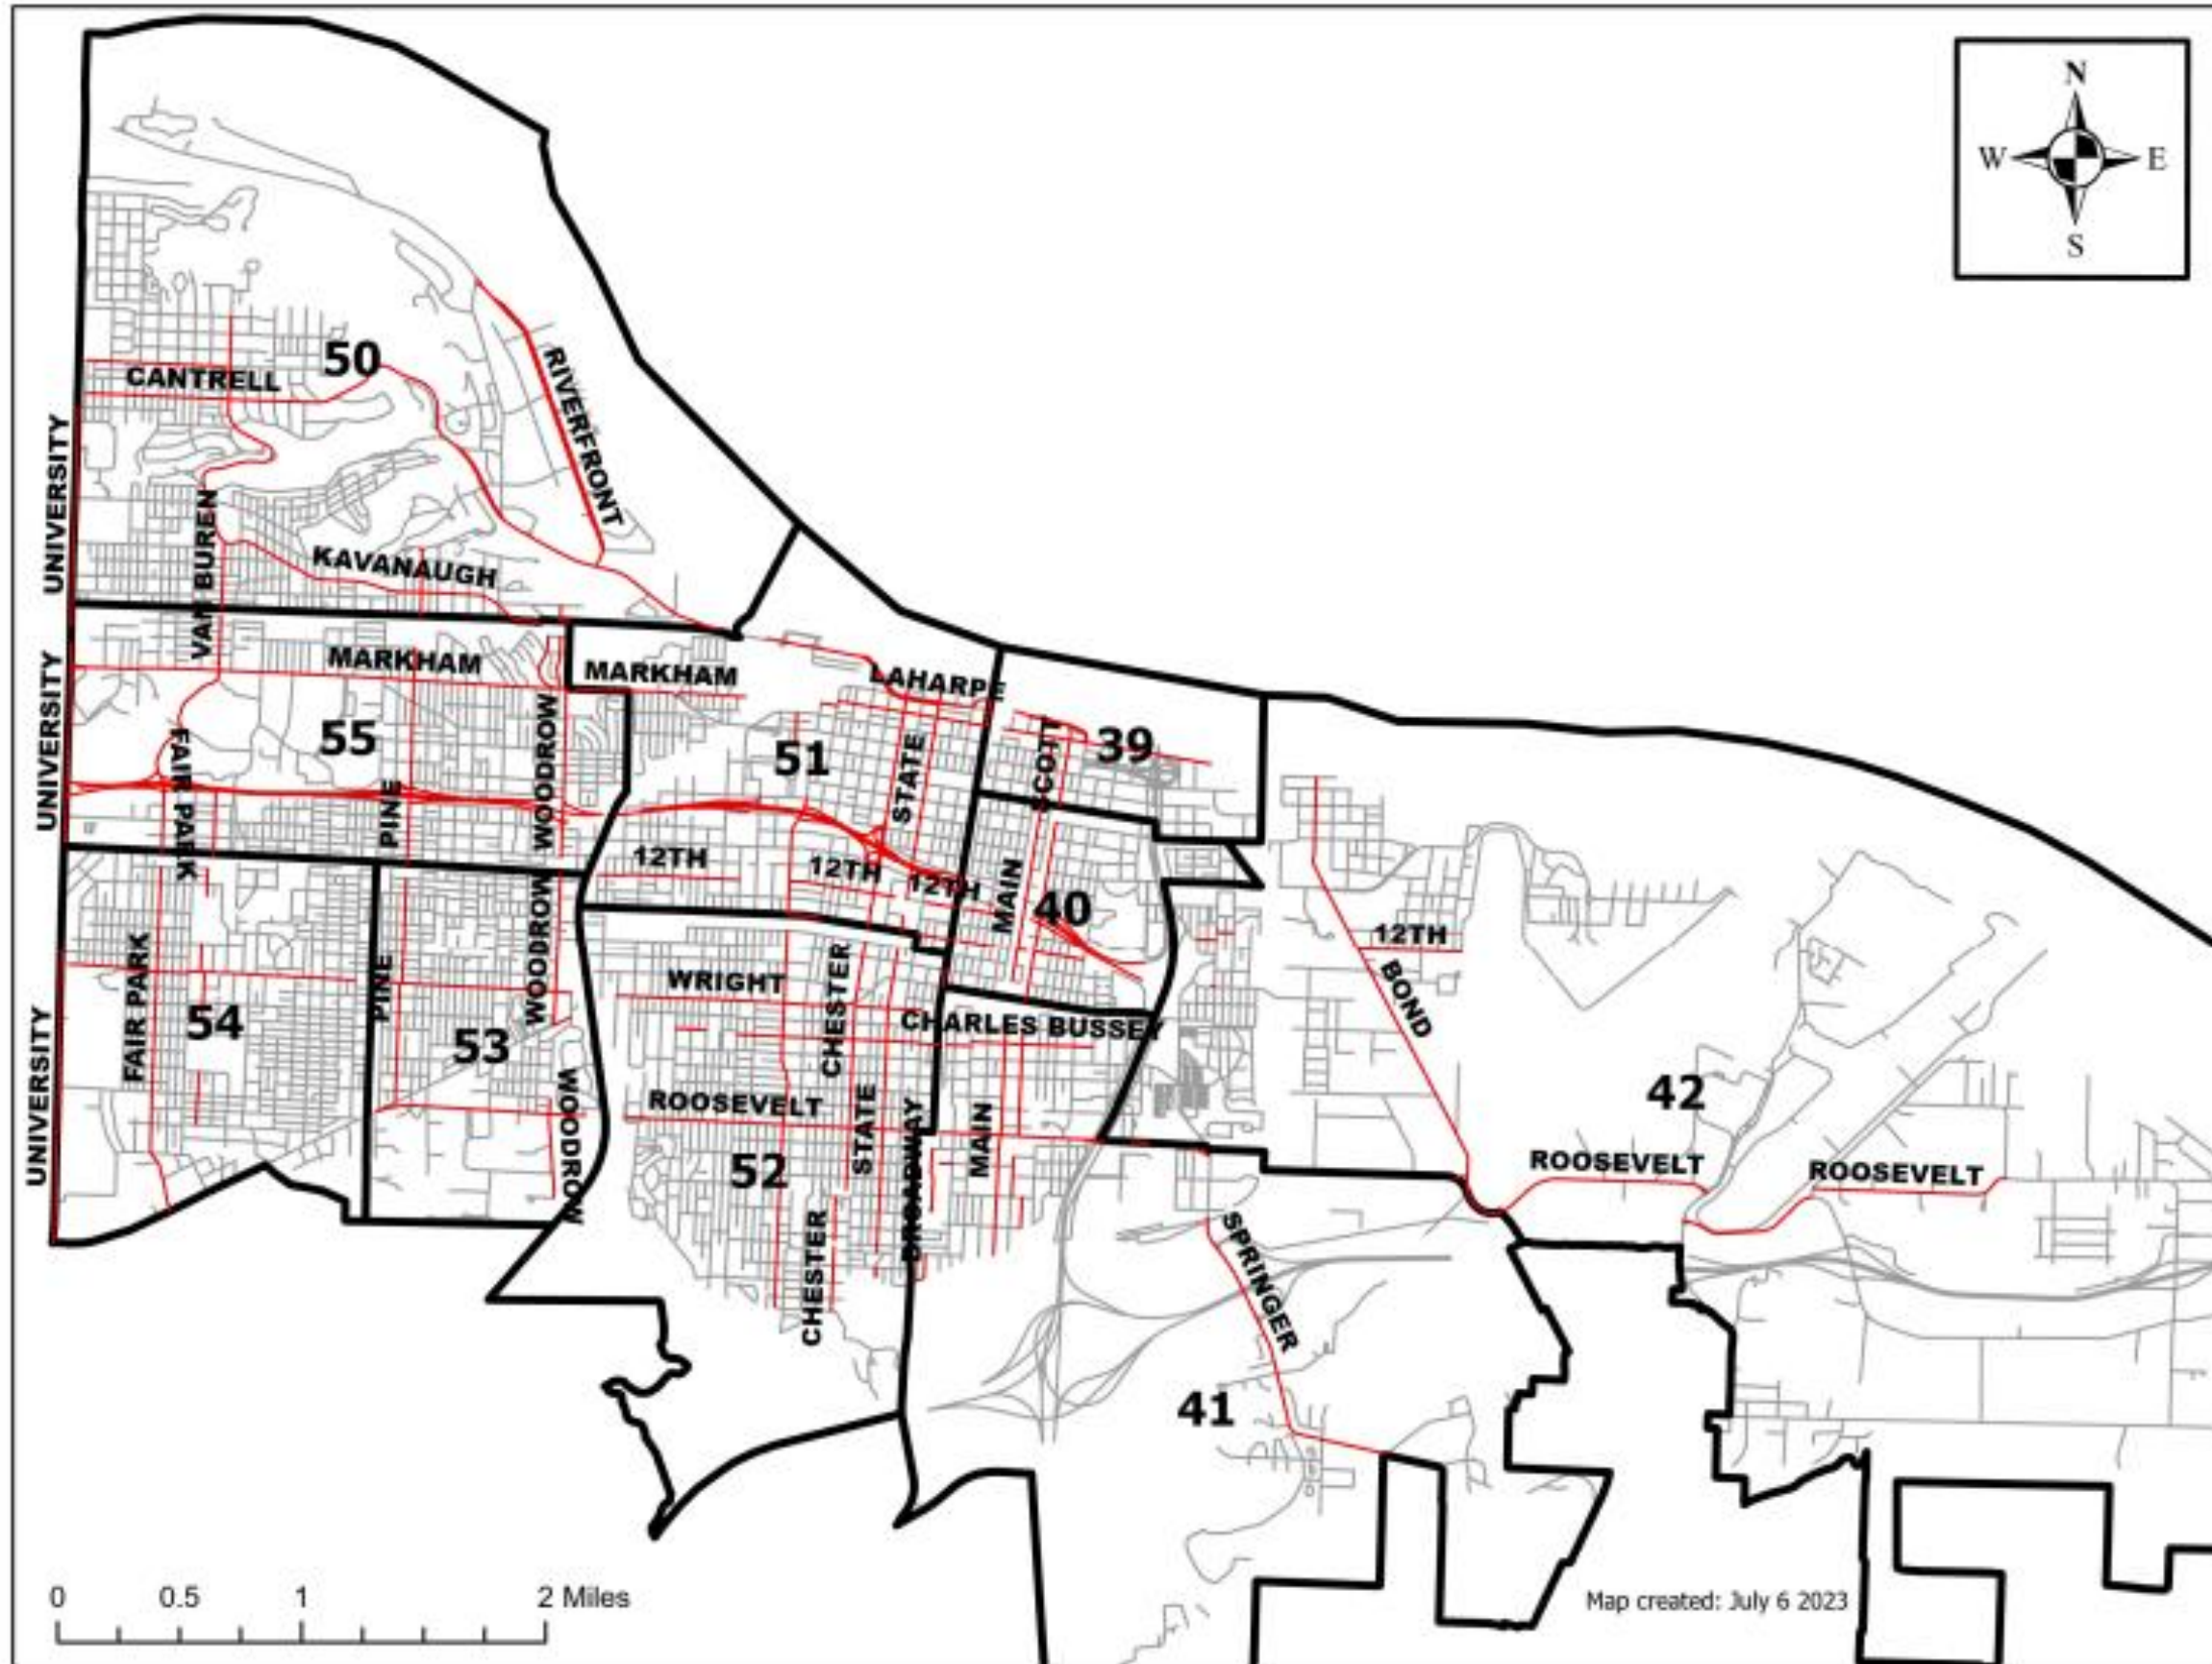 N
W E
S
50
CANTRELL
RIVERFRONT
UNIVERSITY
VAN BUREN
KAVANAUGH
UNIVERSITY
MARKHAM
MARKHAM
LAHARPE
55
WOODROW
51
STATE
SCOTT
39
FAIR PARK
PINE
12TH
12TH
12TH
MAIN
40
WOODROW
12TH
BOND
UNIVERSITY
FAIR PARK
54
PINE
53
WOODROW
WRIGHT
CHESTER
CHARLES BUSSEY
ROOSEVELT
STATE
BROADWAY
MAIN
52
CHESTER
42
ROOSEVELT
ROOSEVELT
SPRINGER
41
0 0.5 1 2 Miles
Map created: July 6 2023